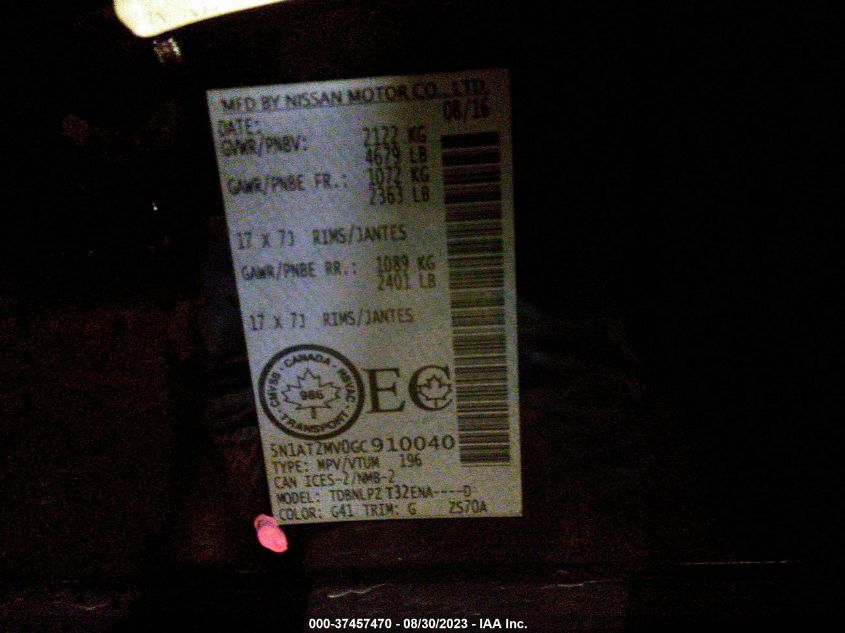 MFD BY NISSAN MOTOR CO., LTD.
DATE: 08/16
GVWR/PNBV: 2122 KG
4679 LB
GAWR/PNBE FR.: 1072 KG
2363 LB
17 X 7J RIMS/JANTES
GAWR/PNBE RR.: 1089 KG
2401 LB
17 X 7J RIMS/JANTES
CMVSS · CANADA · NSVAC
986
T
· TRANSPORT ·
EC
5N1AT2MV0GC910040
TYPE: MPV/VTUM 196
CAN ICES-2/NMB-2
MODEL: TDBNLPZ T32ENA----D
COLOR: G41 TRIM: G ZS70A
000-37457470 - 08/30/2023 - IAA Inc.